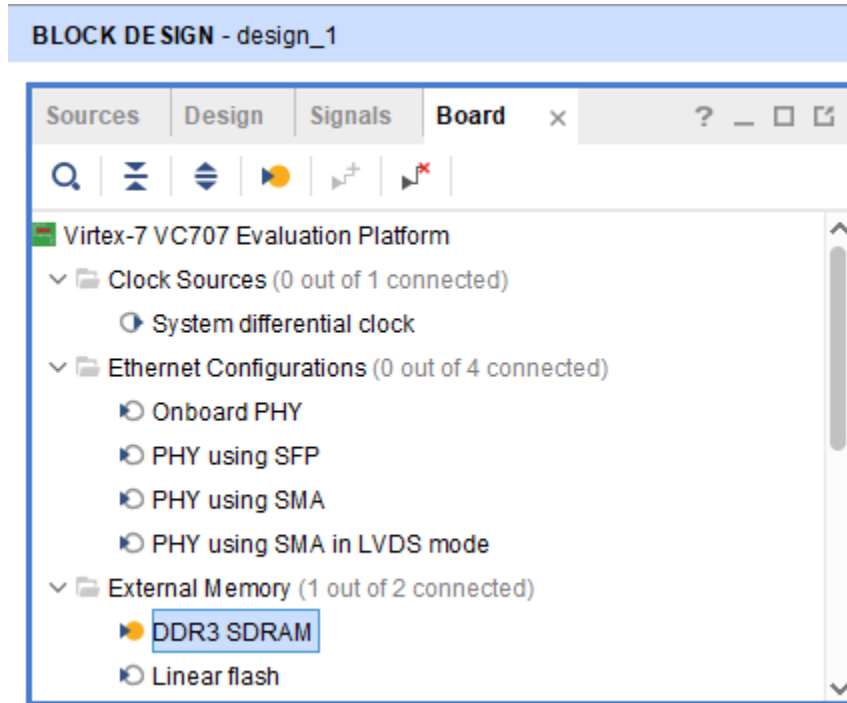 BLOCK DESIGN - design_1
Sources Design Signals Board ?
Virtex-7 VC707 Evaluation Platform
Clock Sources (0 out of 1 connected)
System differential clock
Ethernet Configurations (0 out of 4 connected)
Onboard PHY
PHY using SFP
PHY using SMA
PHY using SMA in LVDS mode
External Memory (1 out of 2 connected)
DDR3 SDRAM
Linear flash